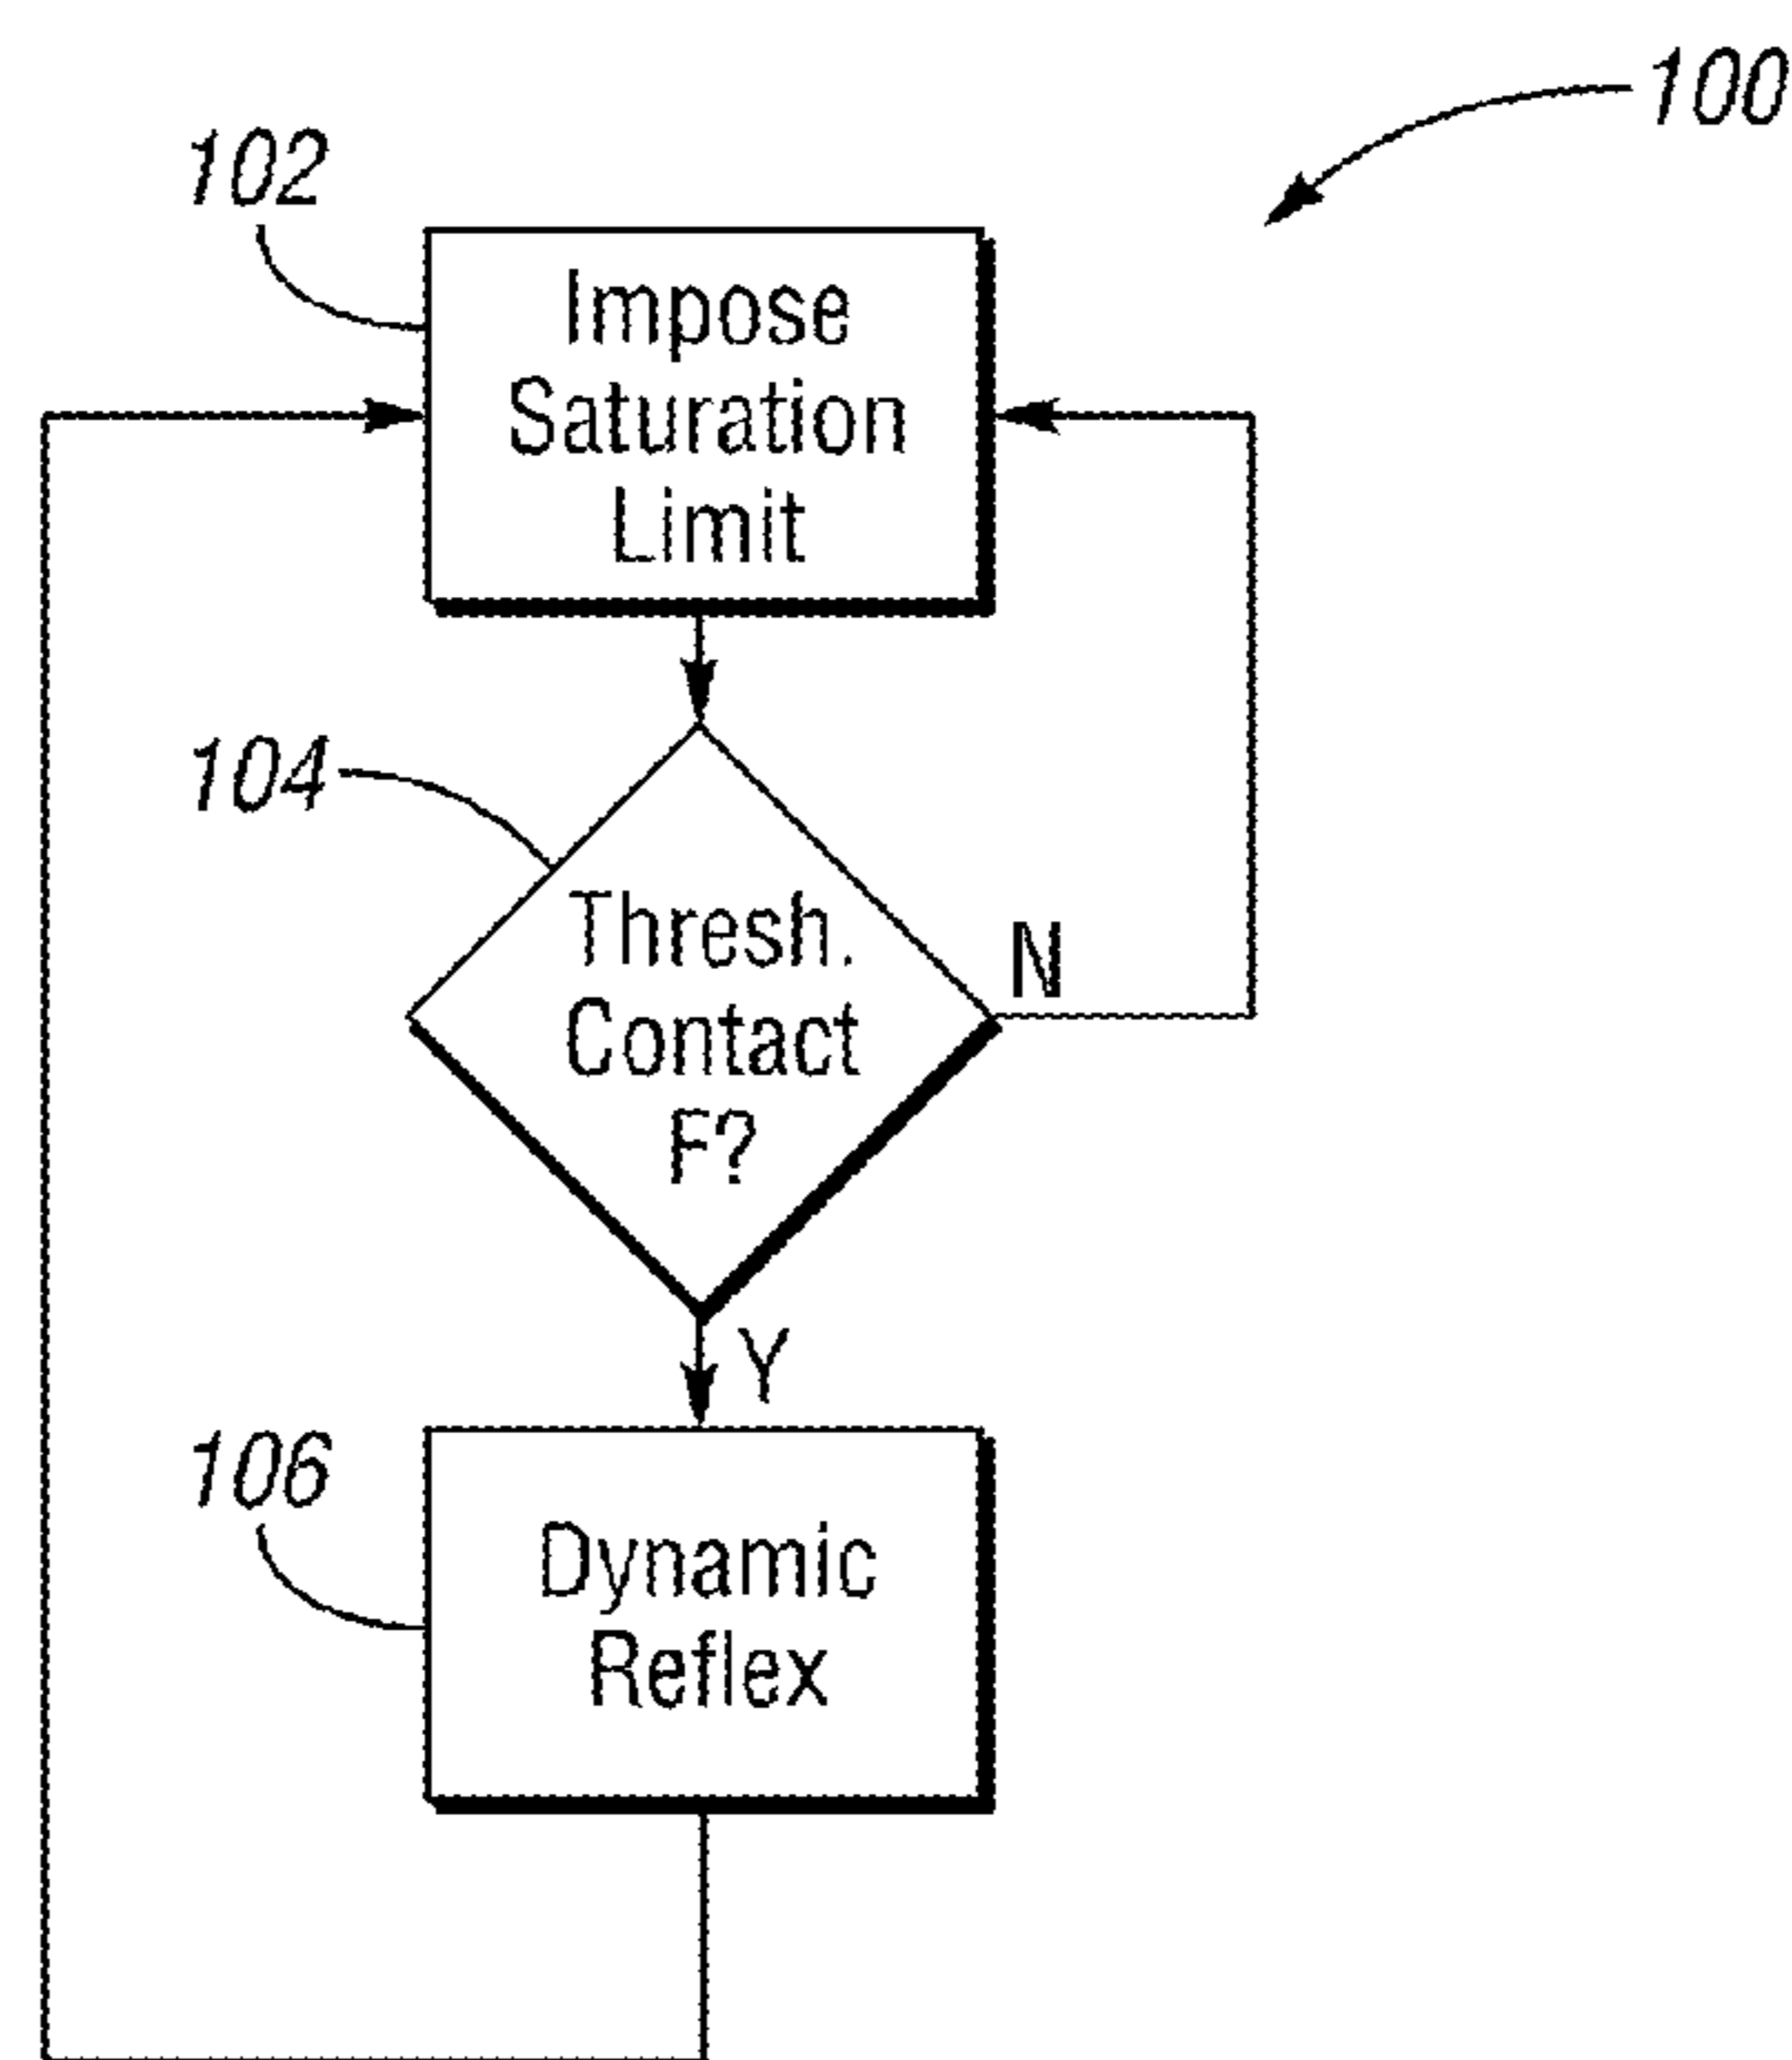 100
102
Impose
Saturation
Limit
104
Thresh.
Contact
F?
N
Y
106
Dynamic
Reflex